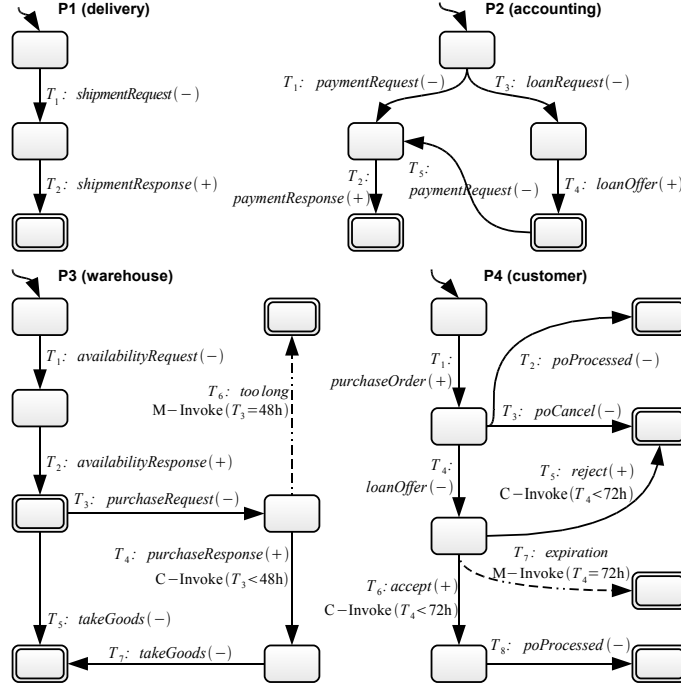 P1 (delivery)
T1: shipmentRequest(−)
T2: shipmentResponse(+)
P2 (accounting)
T1: paymentRequest(−)
T3: loanRequest(−)
T2:
paymentResponse(+)
T5:
paymentRequest(−)
T4: loanOffer(+)
P3 (warehouse)
T1: availabilityRequest(−)
T6: too long
M−Invoke(T3=48h)
T2: availabilityResponse(+)
T3: purchaseRequest(−)
T4: purchaseResponse(+)
C−Invoke(T3<48h)
T5: takeGoods(−)
T7: takeGoods(−)
P4 (customer)
T1:
purchaseOrder(+)
T2: poProcessed(−)
T3: poCancel(−)
T4:
loanOffer(−)
T5: reject(+)
C−Invoke(T4<72h)
T7: expiration
M−Invoke(T4=72h)
T6: accept(+)
C−Invoke(T4<72h)
T8: poProcessed(−)